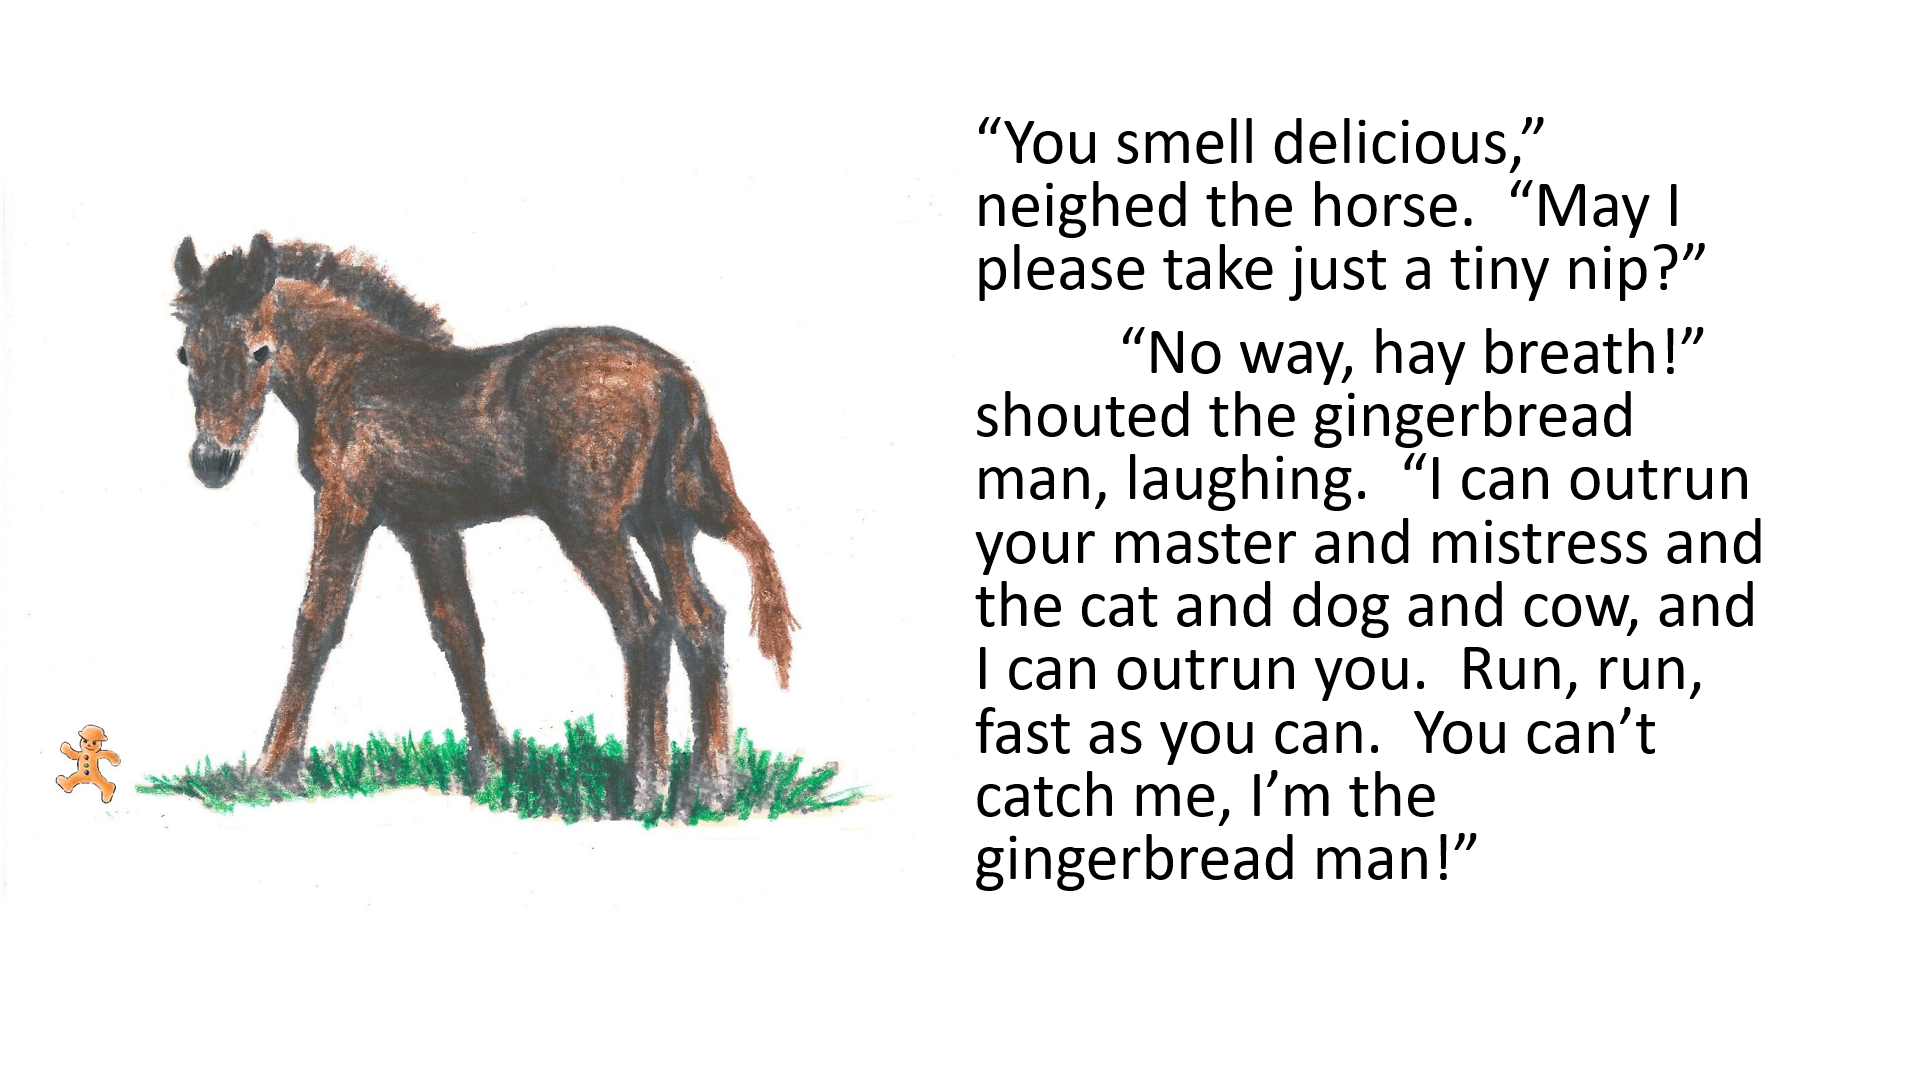 “You smell delicious,”
neighed the horse.  “May I
please take just a tiny nip?”
“No way, hay breath!”
shouted the gingerbread
man, laughing.  “I can outrun
your master and mistress and
the cat and dog and cow, and
I can outrun you.  Run, run,
fast as you can.  You can’t
catch me, I’m the
gingerbread man!”